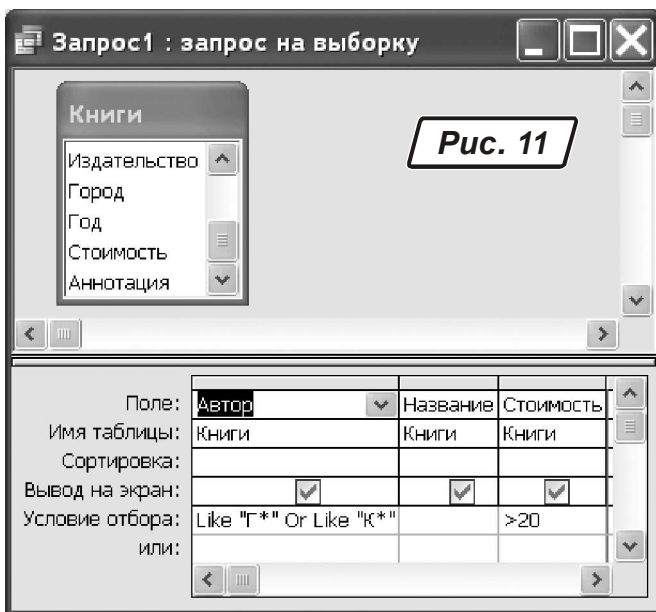 Запрос1 : запрос на выборку
Книги
Рис. 11
Издательство
Город
Год
Стоимость
Аннотация
Поле: Автор Название Стоимость
Имя таблицы: Книги Книги Книги
Сортировка:
Вывод на экран:
Условие отбора: Like "Г*" Or Like "К*" >20
или: